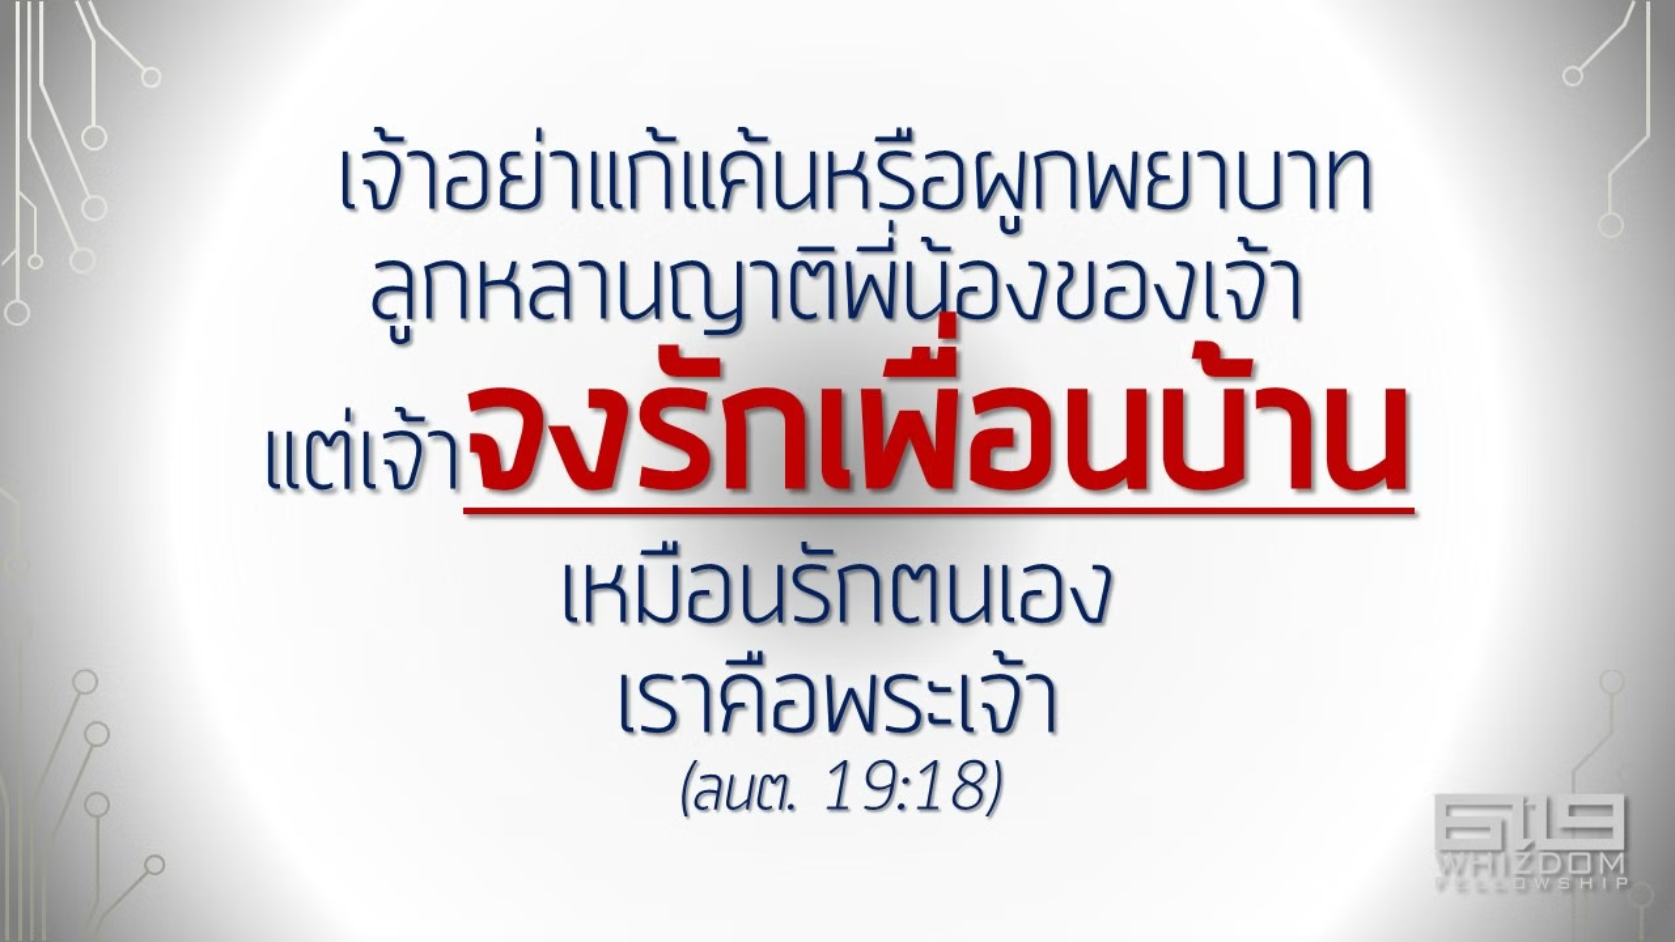 เจ้าอย่าแก้แค้นหรือผูกพยาบาท
ลูกหลานญาติพี่น้องของเจ้า
แต่เจ้าจงรักเพื่อนบ้าน
เหมือนรักตนเอง
เราคือพระเจ้า
(ลนต. 19:18)
611:9
WHIZDOM
FELLOWSHIP